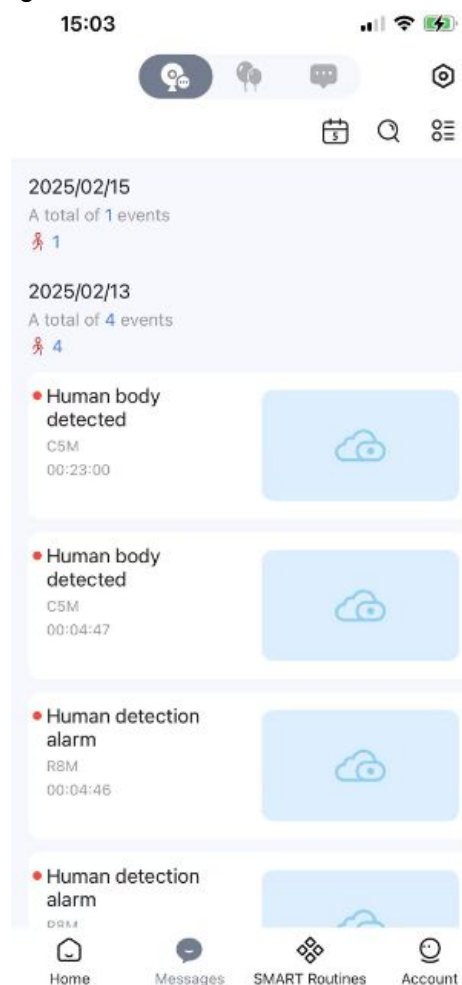 15:03
5
2025/02/15
A total of 1 events
1
2025/02/13
A total of 4 events
4
Human body
detected
C5M
00:23:00
Human body
detected
C5M
00:04:47
Human detection
alarm
R8M
00:04:46
Human detection
alarm
R8M
Home Messages SMART Routines Account